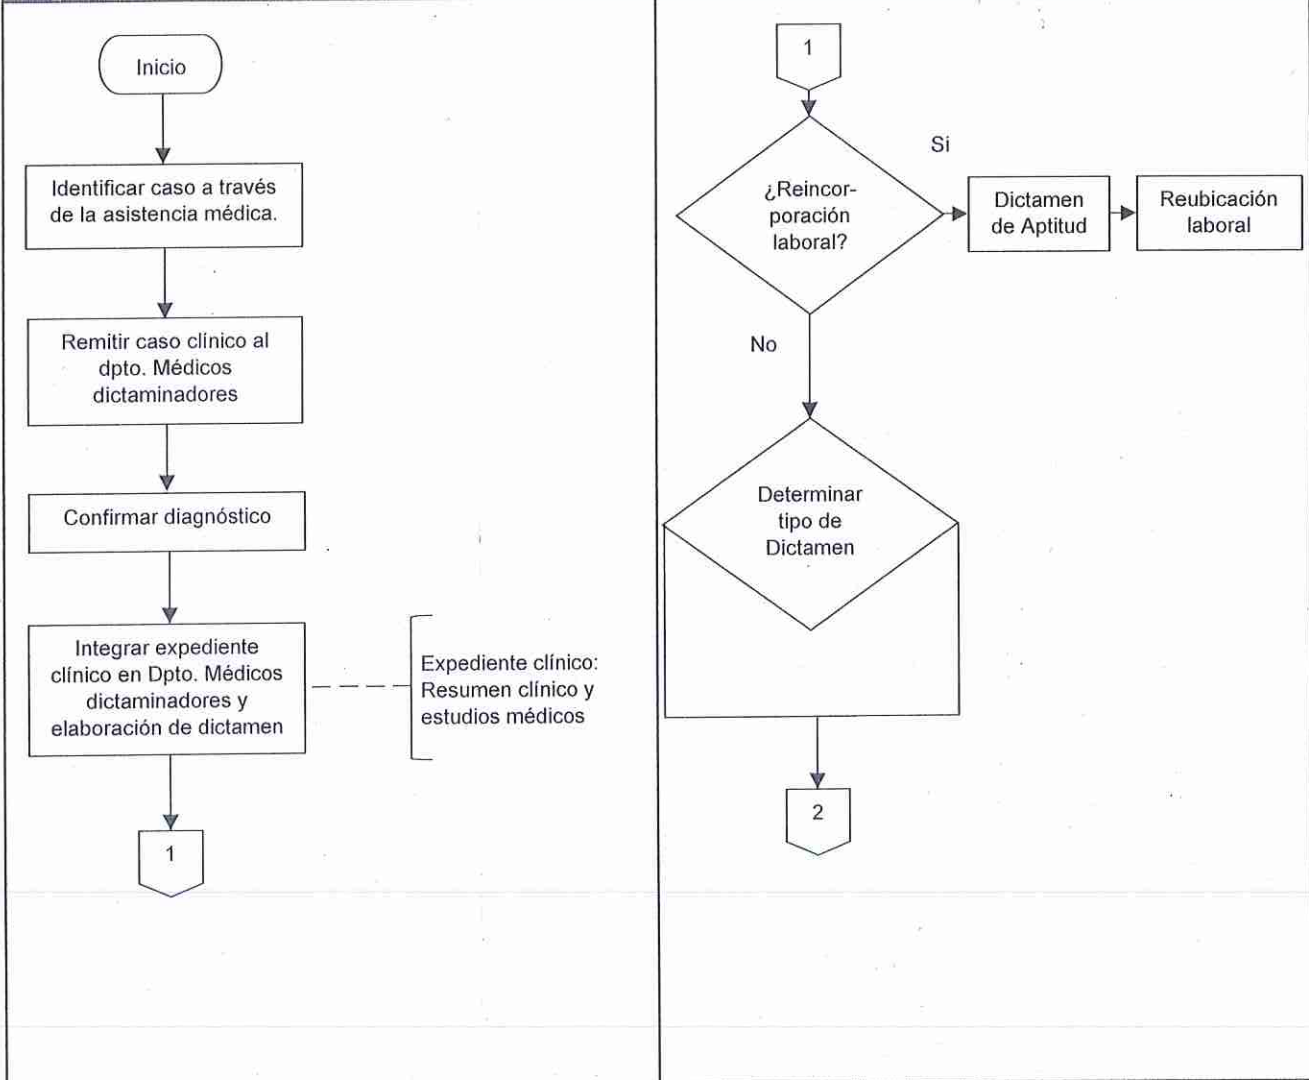 Inicio
Identificar caso a través
de la asistencia médica.
Remitir caso clínico al
dpto. Médicos
dictaminadores
Confirmar diagnóstico
Integrar expediente
clínico en Dpto. Médicos
dictaminadores y
elaboración de dictamen
Expediente clínico:
Resumen clínico y
estudios médicos
1
1
¿Reincor-
poración
laboral?
Si
Dictamen
de Aptitud
Reubicación
laboral
No
Determinar
tipo de
Dictamen
2